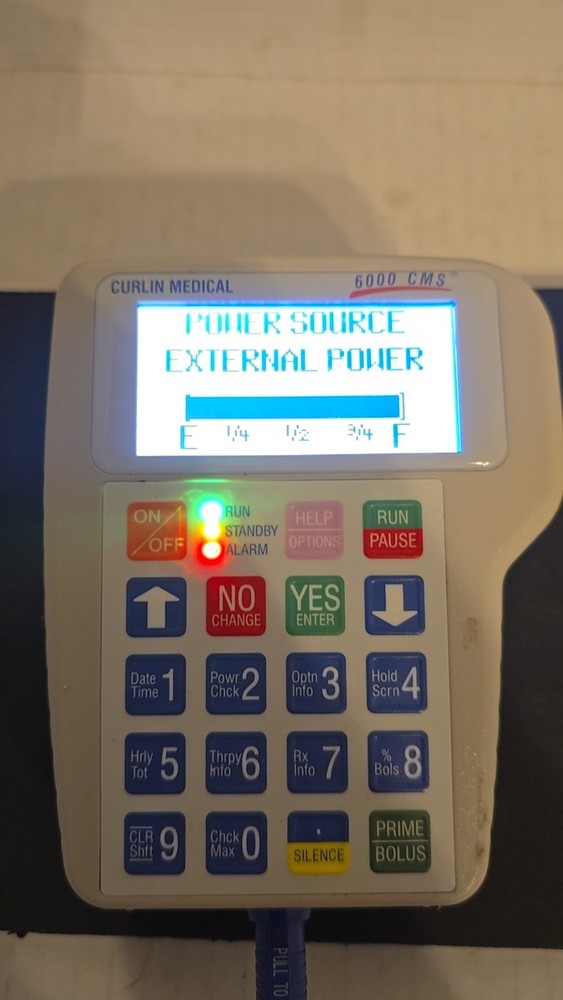 CURLIN MEDICAL
6000 CMS™
POWER SOURCE
EXTERNAL POWER
E 1/4 1/2 3/4 F
ON/OFF
RUN
STANDBY
ALARM
HELP
OPTIONS
RUN
PAUSE
NO
CHANGE
YES
ENTER
Date Time 1
Powr Chck 2
Optn Info 3
Hold Scrn 4
Hrly Tot 5
Thrpy Info 6
Rx Info 7
% Bols 8
CLR Shft 9
Chck Max 0
.
SILENCE
PRIME
BOLUS
PULL TO